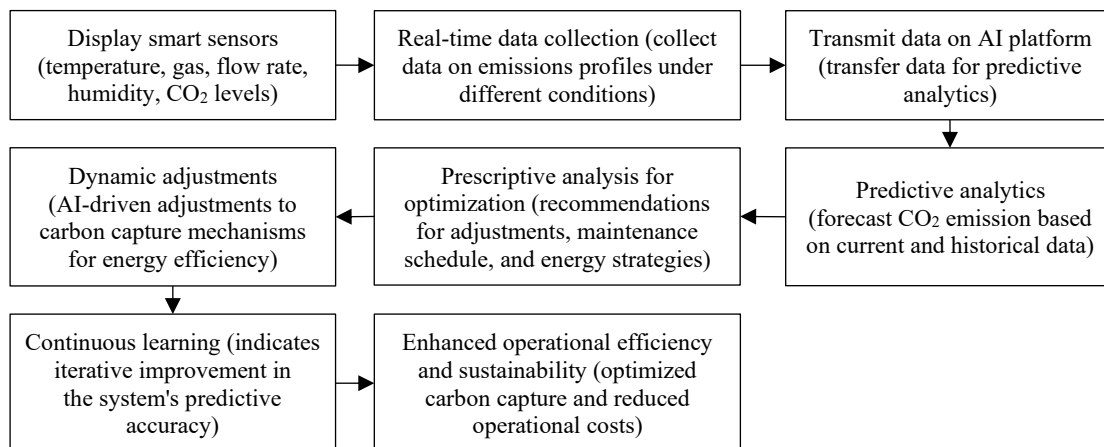 Display smart sensors
(temperature, gas, flow rate,
humidity, CO₂ levels)
Real-time data collection (collect
data on emissions profiles under
different conditions)
Transmit data on AI platform
(transfer data for predictive
analytics)
Predictive analytics
(forecast CO₂ emission based
on current and historical data)
Prescriptive analysis for
optimization (recommendations
for adjustments, maintenance
schedule, and energy strategies)
Dynamic adjustments
(AI-driven adjustments to
carbon capture mechanisms
for energy efficiency)
Continuous learning (indicates
iterative improvement in
the system's predictive
accuracy)
Enhanced operational efficiency
and sustainability (optimized
carbon capture and reduced
operational costs)